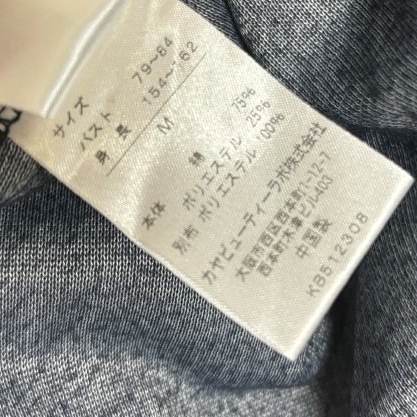 サイズ
バスト 79~84
身長 154~162
M
本体 綿 75%
ポリエステル 25%
別布 ポリエステル 100%
カヤビューティーラボ株式会社
大阪市西区西本町1-12-7
西本町木澤ビル403
中国製
KB512308